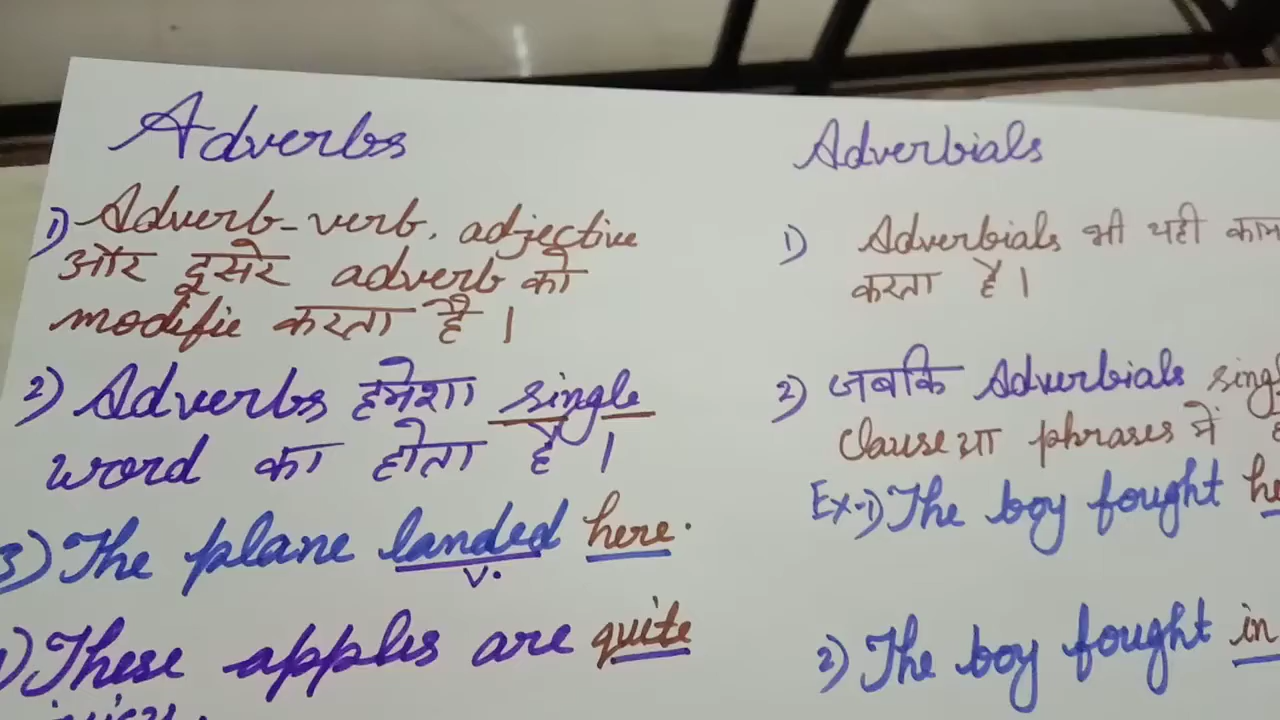 Adverbs
1) Adverb-verb, adjective
और दूसरे adverb को
modifie करता है ।
2) Adverbs हमेशा single
word का होता है ।
3) The plane landed here.
v.
These apples are quite
Adverbials
1) Adverbials भी यही काम
करता है ।
2) जबकि Adverbials
clause या phrases में
Ex-1) The boy fought
2) The boy fought in